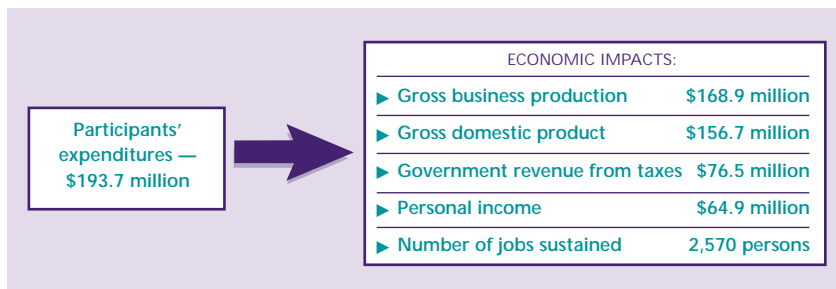 Participants’
expenditures —
$193.7 million
ECONOMIC IMPACTS:
▶ Gross business production $168.9 million
▶ Gross domestic product $156.7 million
▶ Government revenue from taxes $76.5 million
▶ Personal income $64.9 million
▶ Number of jobs sustained 2,570 persons